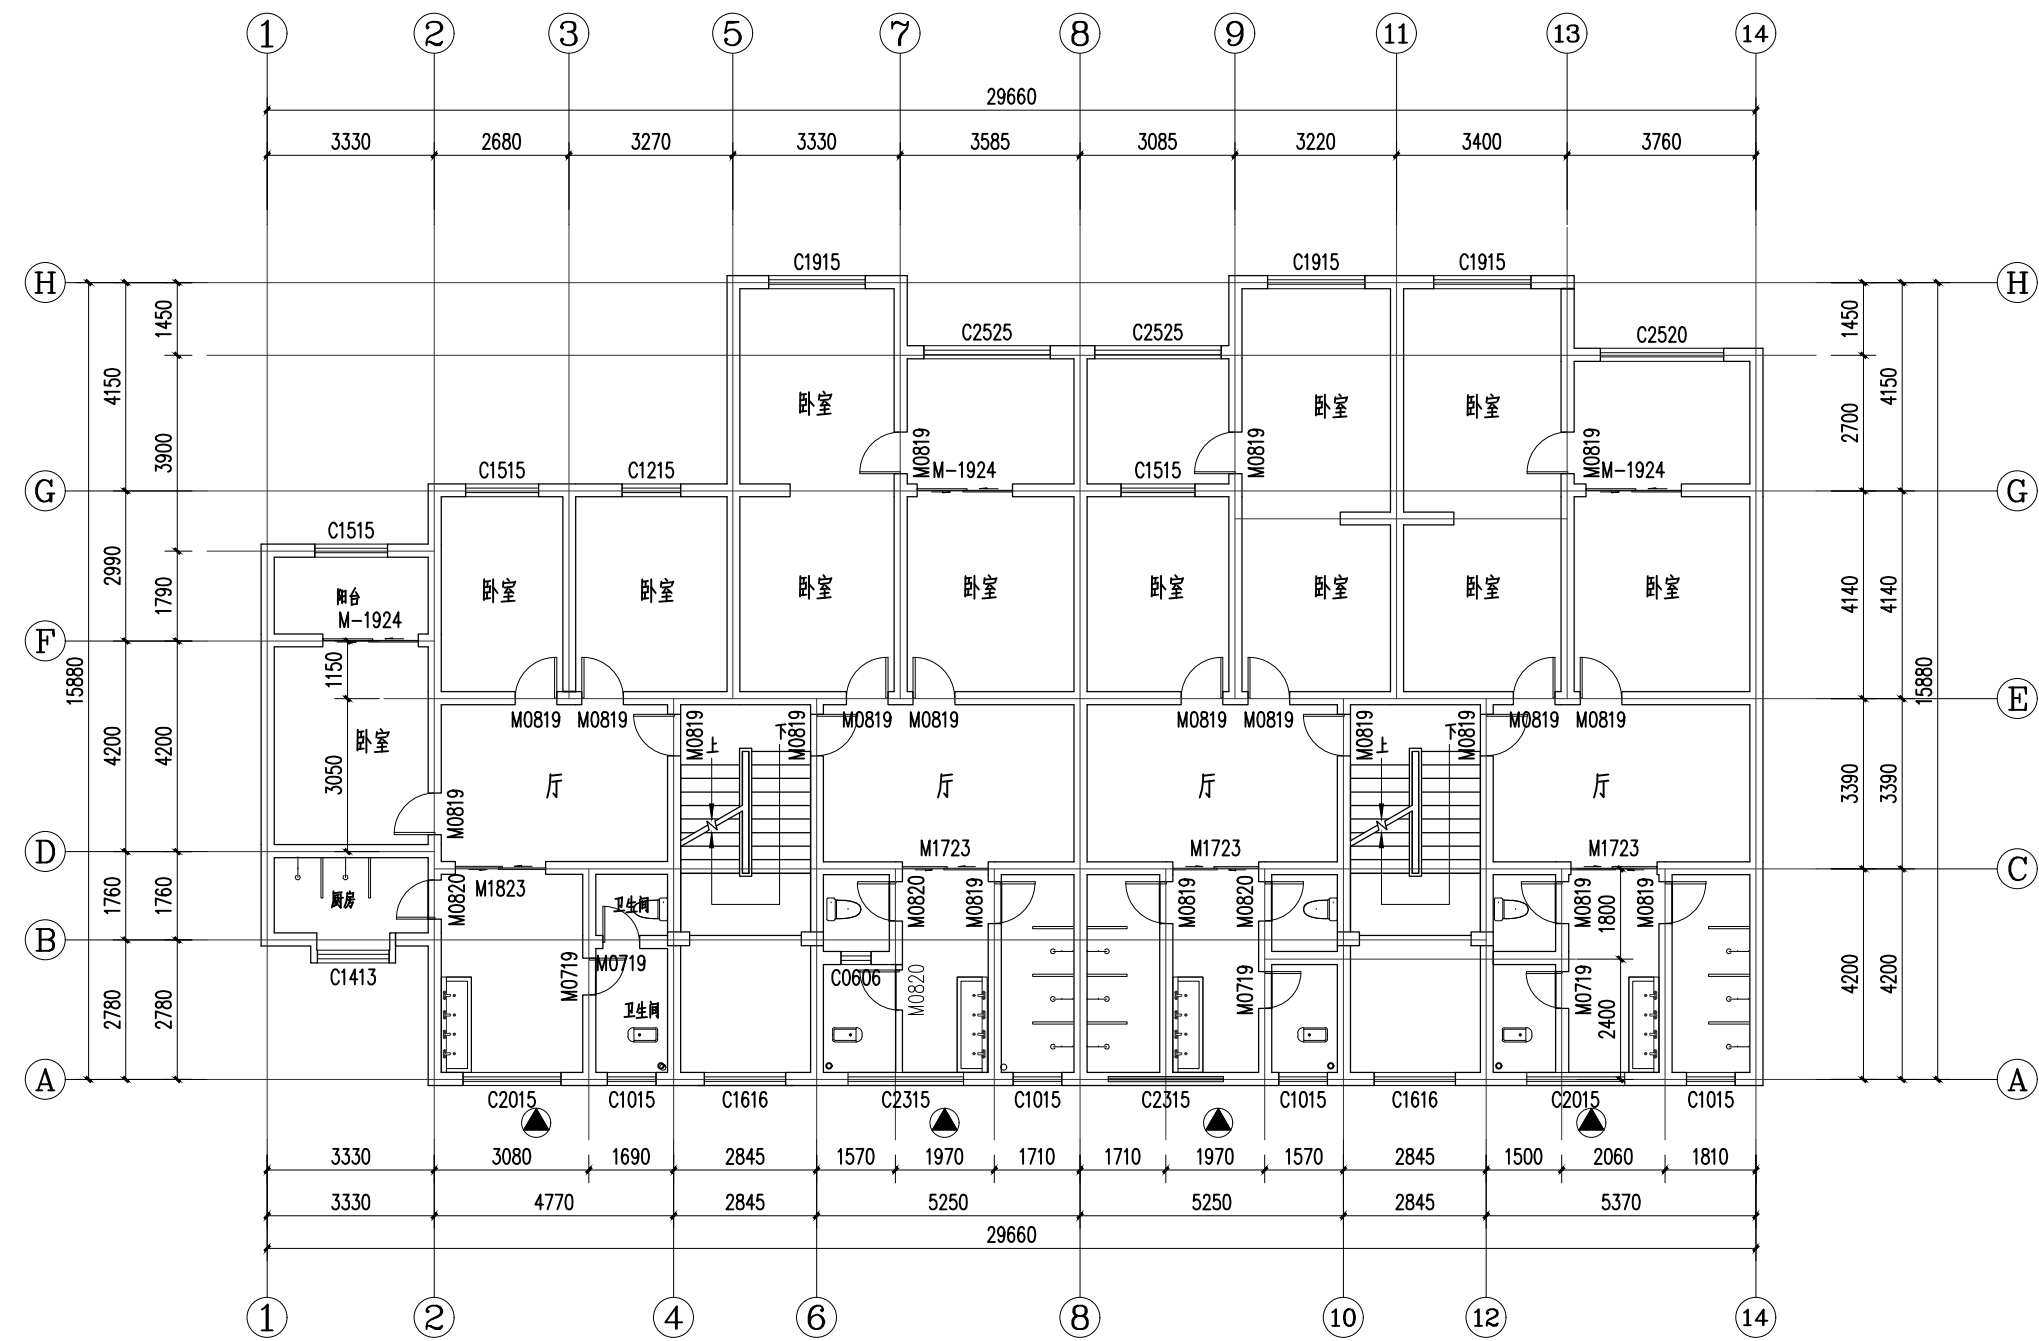 1 2 3 5 7 8 9 11 13 14
29660
3330 2680 3270 3330 3585 3085 3220 3400 3760
H C1915 C1915 C1915 H
1450 1450
C2525 C2525 C2520
4150 4150
卧室 卧室 卧室
3900 2700
M0819 M0819 M0819
C1515 C1215 M-1924 C1515 M-1924
G G
C1515
2990 1790 4140 4140
阳台
卧室 卧室 卧室 卧室 卧室 卧室 卧室 卧室
M-1924
F
15880 1150 15880
E
M0819 M0819 M0819 M0819 M0819 M0819 M0819 M0819
M0819 M0819 M0819 M0819
上 下 上 下
卧室
4200 4200 3050 3390 3390
厅 厅 厅 厅
M0819
D M1723 M1723 M1723 C
M1823
1760 1760
厨房 M0820 卫生间 M0820 M0819 M0819 M0820 M0819 M0819 1800
B
C1413 M0719 M0719 C0606 M0820 M0719 M0719
2780 2780 2400 4200 4200
卫生间
A A
C2015 C1015 C1616 C2315 C1015 C2315 C1015 C1616 C2015 C1015
3330 3080 1690 2845 1570 1970 1710 1710 1970 1570 2845 1500 2060 1810
3330 4770 2845 5250 5250 2845 5370
29660
1 2 4 6 8 10 12 14